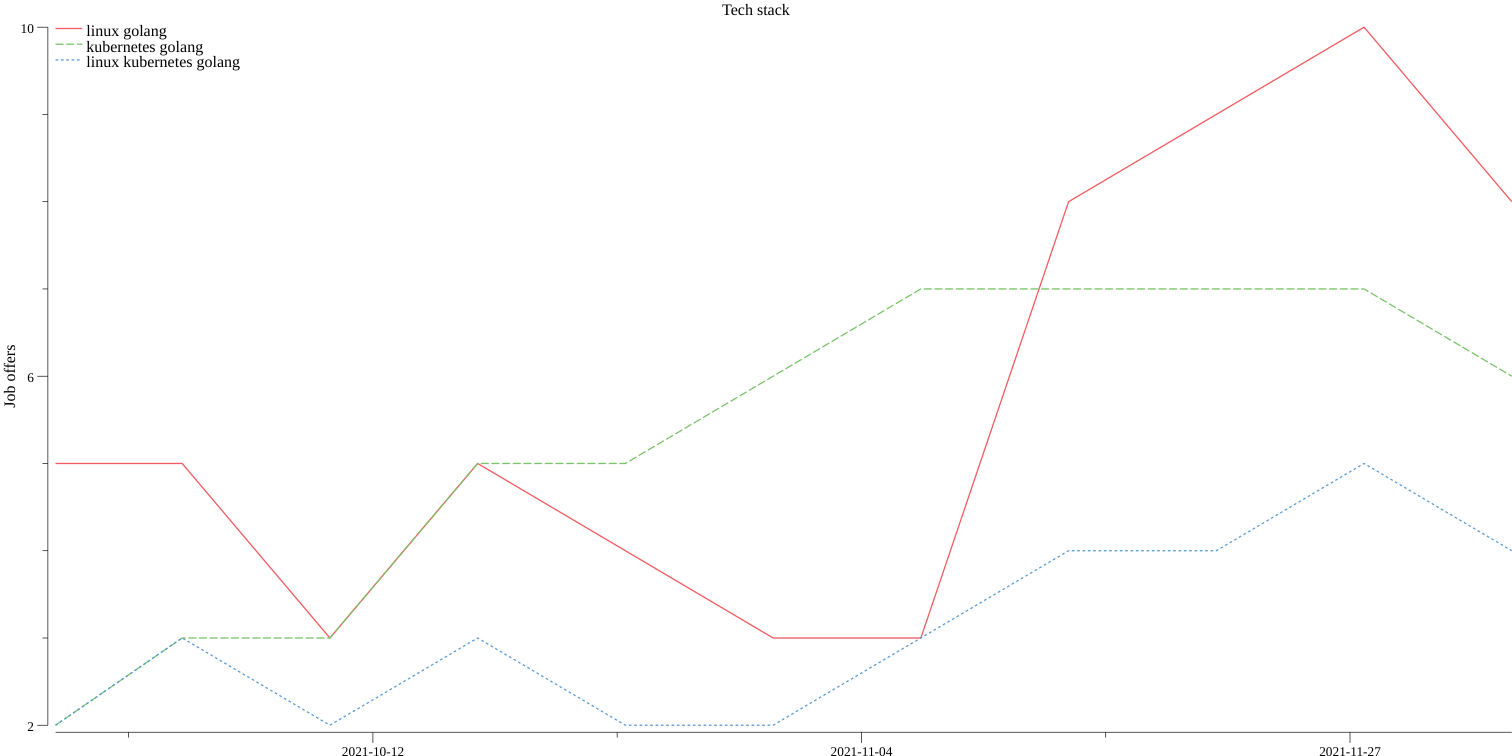 Tech stack
10
linux golang
kubernetes golang
linux kubernetes golang
Job offers
6
2
2021-10-12
2021-11-04
2021-11-27